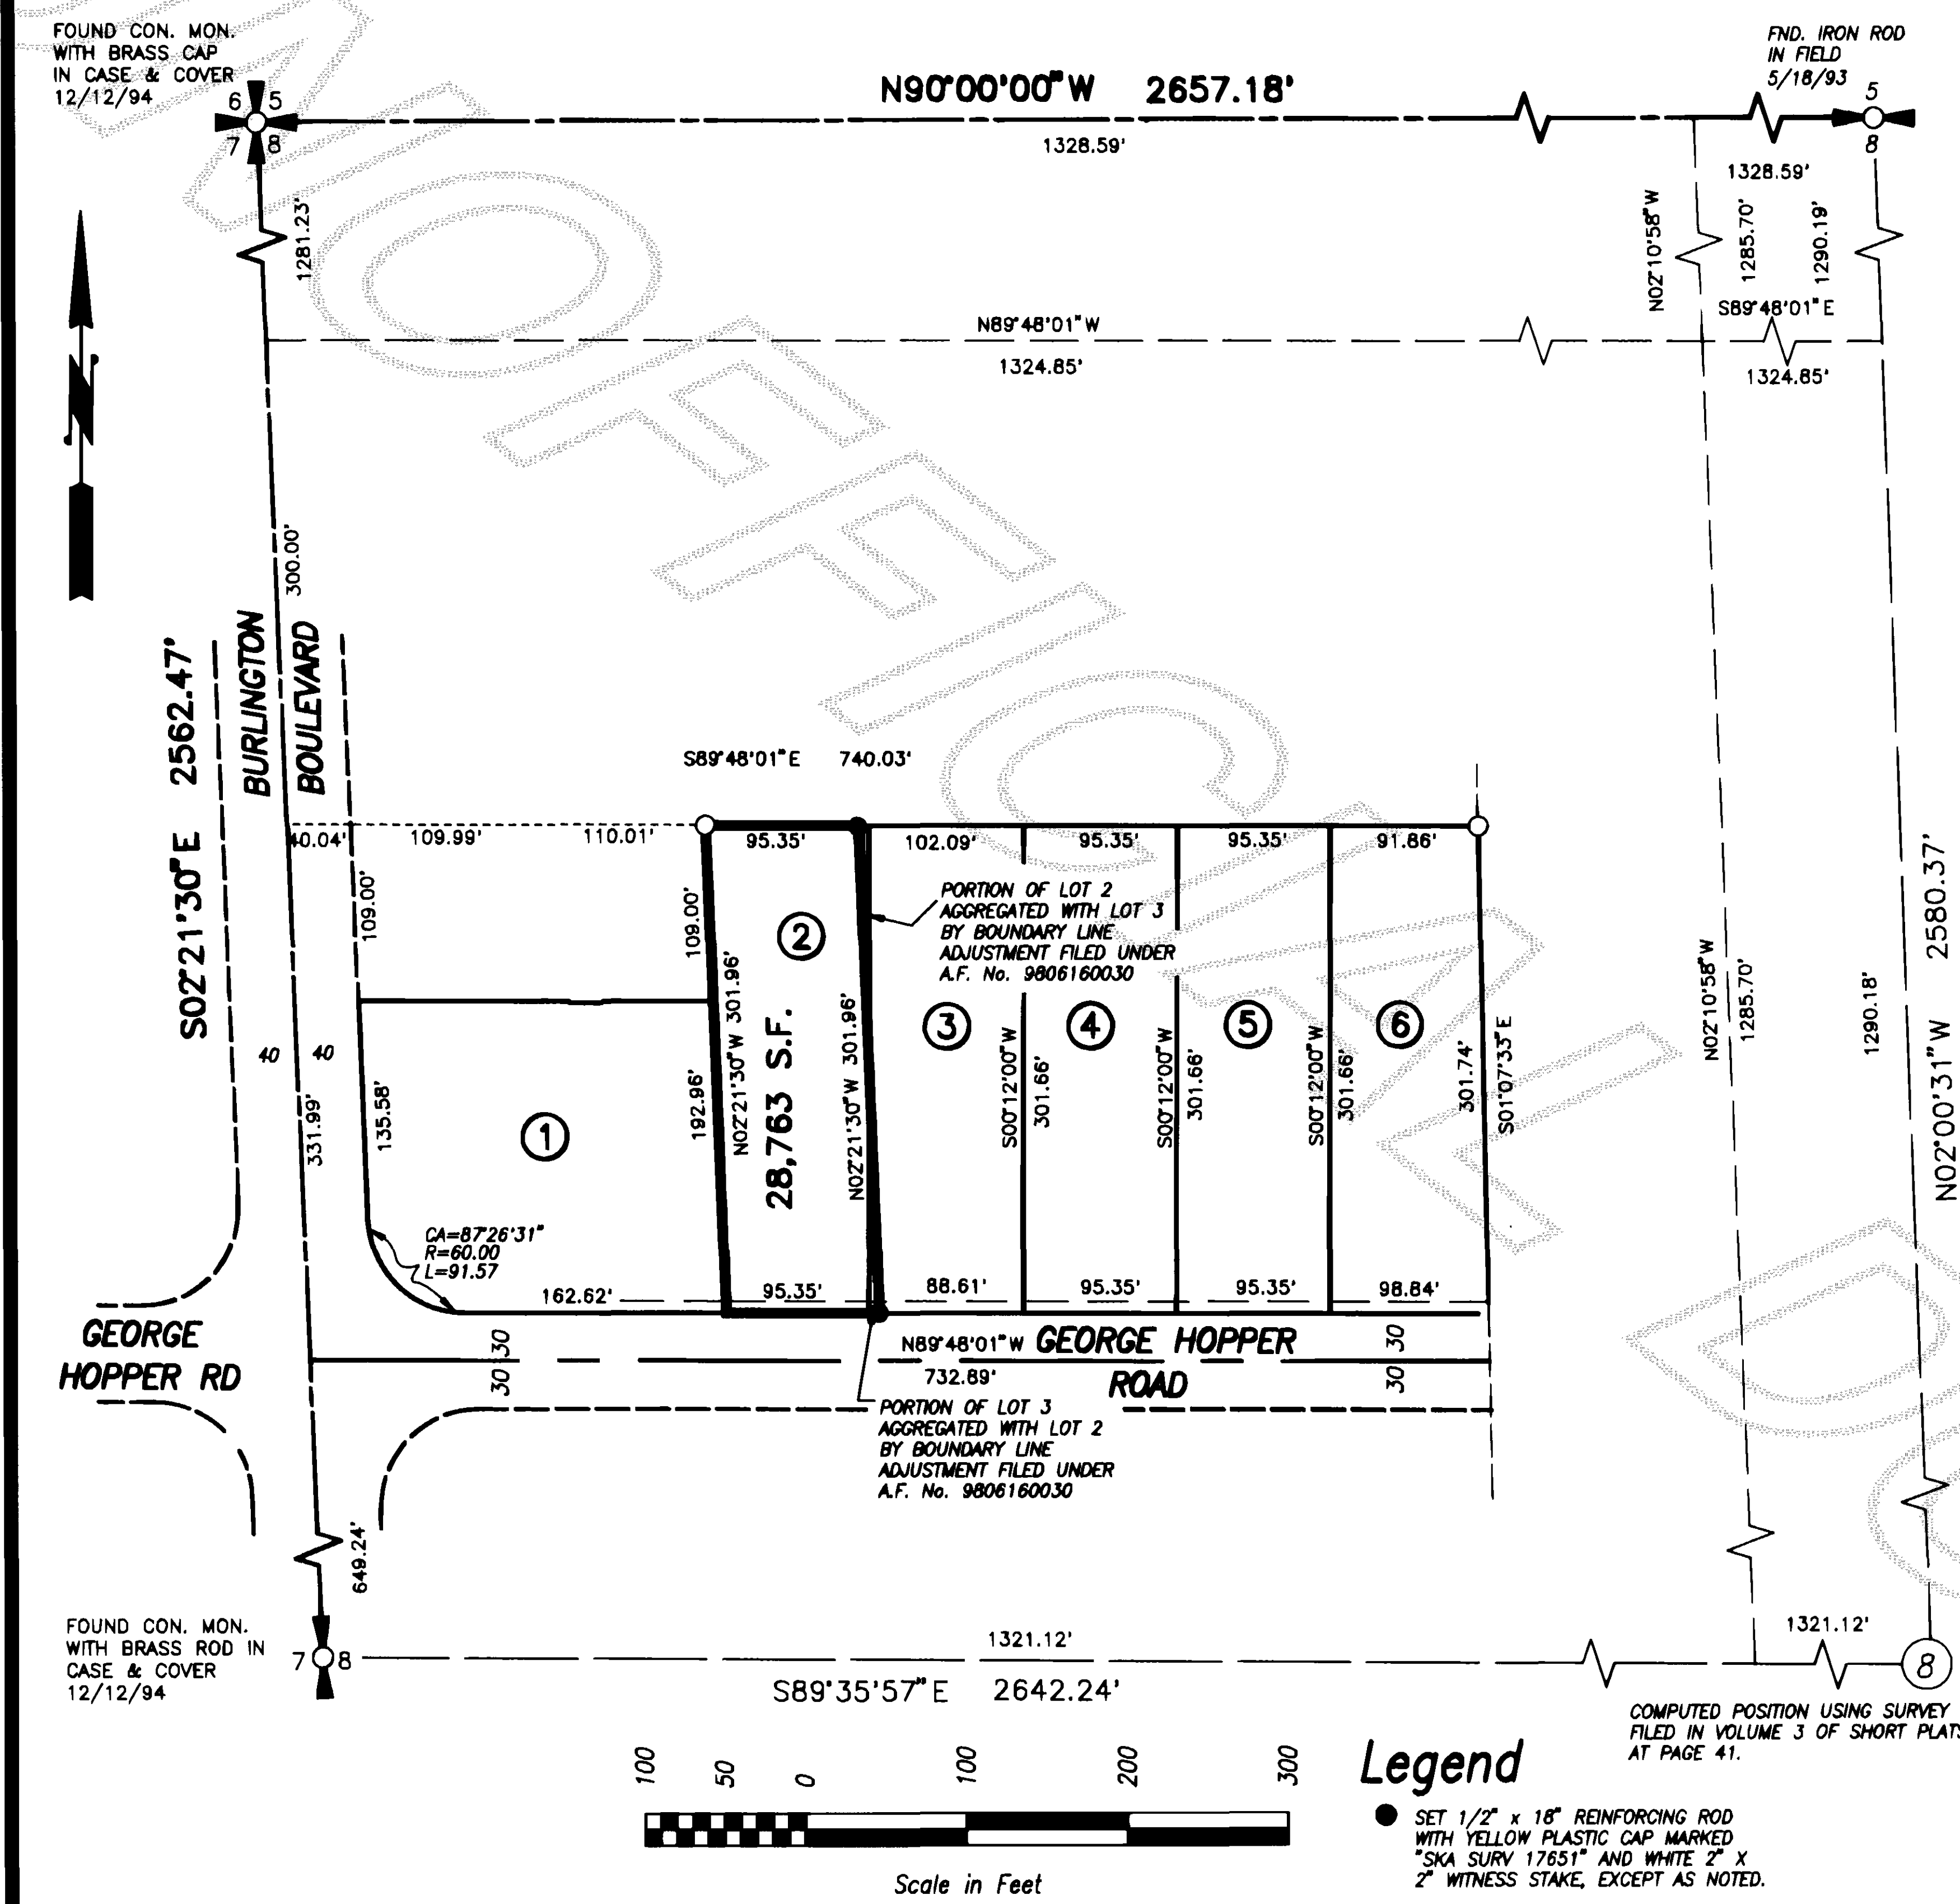 FOUND CON. MON.
WITH BRASS CAP
IN CASE & COVER
12/12/94
6 5
7 8
N90°00'00"W 2657.18'
1328.59'
FND. IRON ROD
IN FIELD
5/18/93
5
8
1328.59'
1281.23'
N02°10'58"W
1285.70'
1290.19'
N89°48'01"W
1324.85'
S89°48'01"E
1324.85'
N
300.00'
S02°21'30"E 2562.47'
BURLINGTON
BOULEVARD
S89°48'01"E 740.03'
40.04'
109.99'
110.01'
95.35'
102.09'
95.35'
95.35'
91.86'
109.00'
109.00'
PORTION OF LOT 2
AGGREGATED WITH LOT 3
BY BOUNDARY LINE
ADJUSTMENT FILED UNDER
A.F. No. 9806160030
2
3
4
5
6
1
40 40
331.99'
135.58'
192.96'
N02°21'30"W 301.96'
28,763 S.F.
N02°21'30"W 301.96'
S00°12'00"W
301.66'
S00°12'00"W
301.66'
S00°12'00"W
301.66'
301.74'
S01°07'33"E
N02°10'58"W
1285.70'
1290.18'
N02°00'31"W 2580.37'
CA=87°26'31"
R=60.00
L=91.57
162.62'
95.35'
88.61'
95.35'
95.35'
98.84'
GEORGE
HOPPER RD
30
30
N89°48'01"W GEORGE HOPPER
732.89'
ROAD
30
30
PORTION OF LOT 3
AGGREGATED WITH LOT 2
BY BOUNDARY LINE
ADJUSTMENT FILED UNDER
A.F. No. 9806160030
649.24'
FOUND CON. MON.
WITH BRASS ROD IN
CASE & COVER
12/12/94
7 8
1321.12'
S89°35'57"E 2642.24'
1321.12'
8
COMPUTED POSITION USING SURVEY
FILED IN VOLUME 3 OF SHORT PLATS
AT PAGE 41.
100 50 0 100 200 300
Scale in Feet
Legend
SET 1/2" x 18" REINFORCING ROD
WITH YELLOW PLASTIC CAP MARKED
"SKA SURV 17651" AND WHITE 2" X
2" WITNESS STAKE, EXCEPT AS NOTED.
UNOFFICIAL DOC